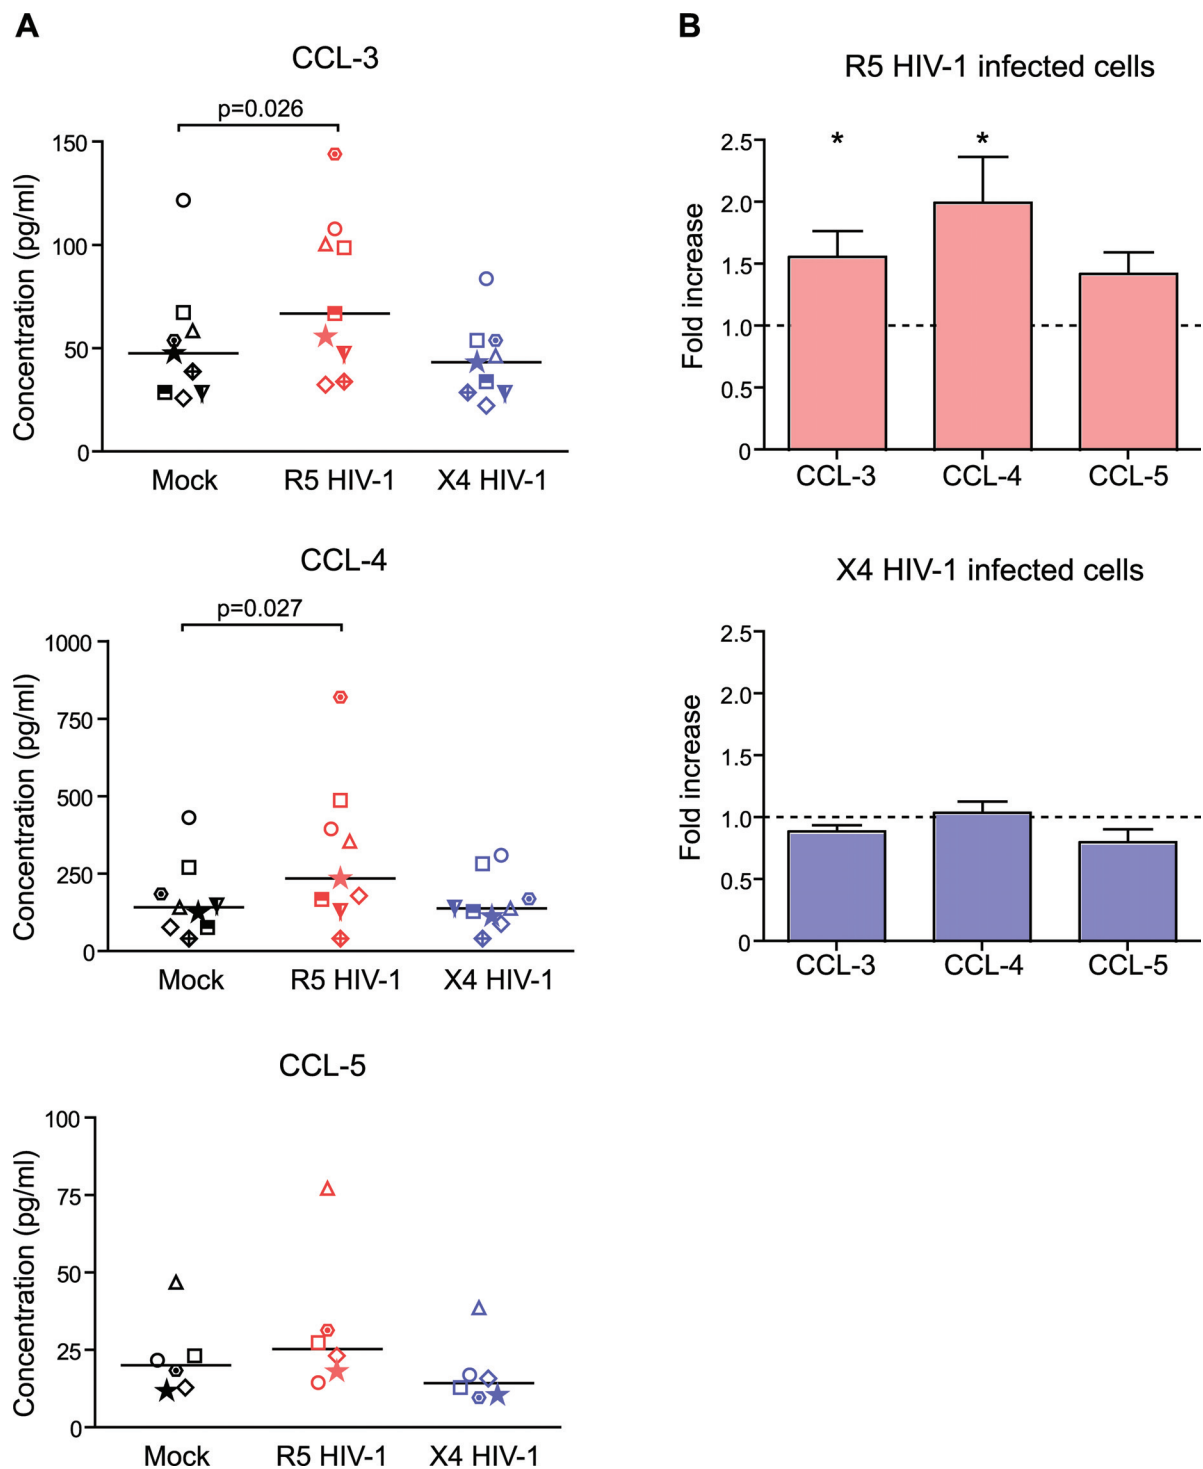 A
CCL-3
p=0.026
Concentration (pg/ml)
150
100
50
0
Mock R5 HIV-1 X4 HIV-1
CCL-4
p=0.027
Concentration (pg/ml)
1000
750
500
250
0
Mock R5 HIV-1 X4 HIV-1
CCL-5
Concentration (pg/ml)
100
75
50
25
0
Mock R5 HIV-1 X4 HIV-1
B
R5 HIV-1 infected cells
* *
Fold increase
2.5
2.0
1.5
1.0
0.5
0
CCL-3 CCL-4 CCL-5
X4 HIV-1 infected cells
Fold increase
2.5
2.0
1.5
1.0
0.5
0
CCL-3 CCL-4 CCL-5